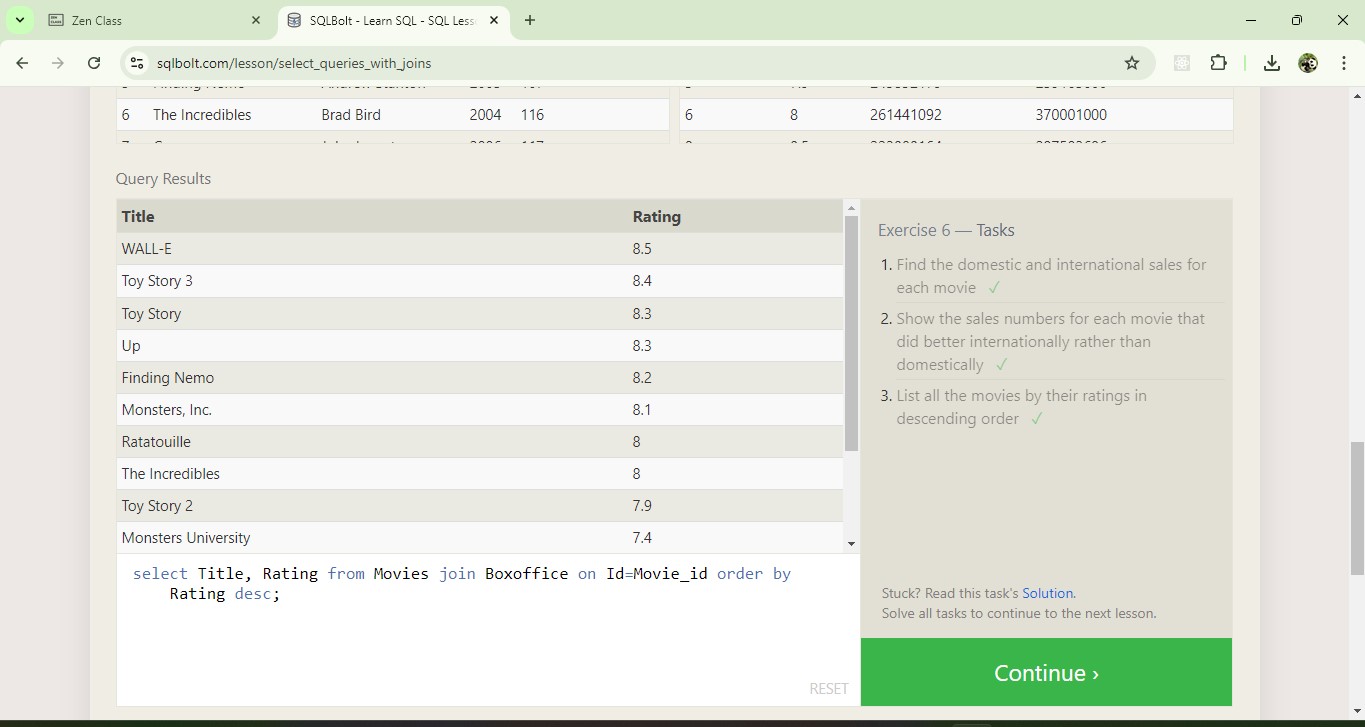 Zen Class
SQLBolt - Learn SQL - SQL Less
sqlbolt.com/lesson/select_queries_with_joins
6 The Incredibles Brad Bird 2004 116
6 8 261441092 370001000
Query Results
Title Rating
WALL-E 8.5
Toy Story 3 8.4
Toy Story 8.3
Up 8.3
Finding Nemo 8.2
Monsters, Inc. 8.1
Ratatouille 8
The Incredibles 8
Toy Story 2 7.9
Monsters University 7.4
select Title, Rating from Movies join Boxoffice on Id=Movie_id order by
Rating desc;
RESET
Exercise 6 — Tasks
1. Find the domestic and international sales for
each movie ✓
2. Show the sales numbers for each movie that
did better internationally rather than
domestically ✓
3. List all the movies by their ratings in
descending order ✓
Stuck? Read this task's Solution.
Solve all tasks to continue to the next lesson.
Continue ›